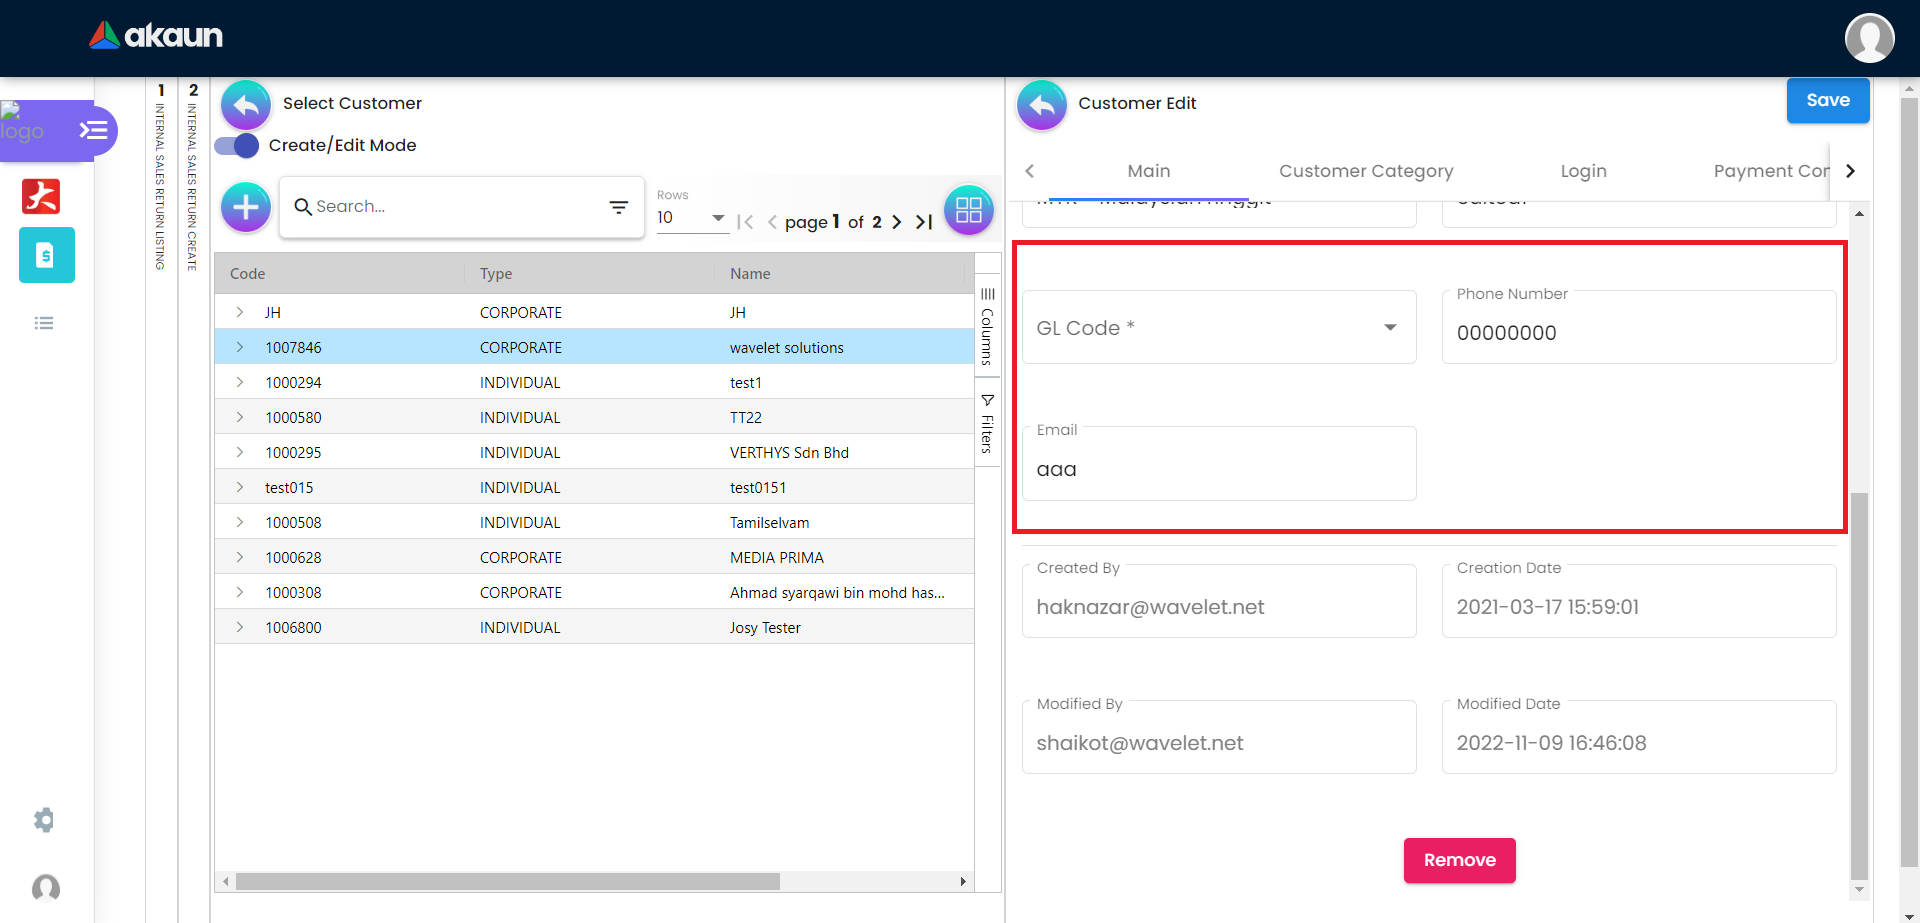 akaun
logo
1
INTERNAL SALES RETURN LISTING
2
INTERNAL SALES RETURN CREATE
Select Customer
Create/Edit Mode
Search...
Rows
10
page 1 of 2
Code Type Name
JH CORPORATE JH
1007846 CORPORATE wavelet solutions
1000294 INDIVIDUAL test1
1000580 INDIVIDUAL TT22
1000295 INDIVIDUAL VERTHYS Sdn Bhd
test015 INDIVIDUAL test0151
1000508 INDIVIDUAL Tamilselvam
1000628 CORPORATE MEDIA PRIMA
1000308 CORPORATE Ahmad syarqawi bin mohd has...
1006800 INDIVIDUAL Josy Tester
Columns
Filters
Customer Edit
Save
Main Customer Category Login Payment Con
MYR - Malaysian Ringgit
GL Code *
Phone Number
00000000
Email
aaa
Created By
haknazar@wavelet.net
Creation Date
2021-03-17 15:59:01
Modified By
shaikot@wavelet.net
Modified Date
2022-11-09 16:46:08
Remove